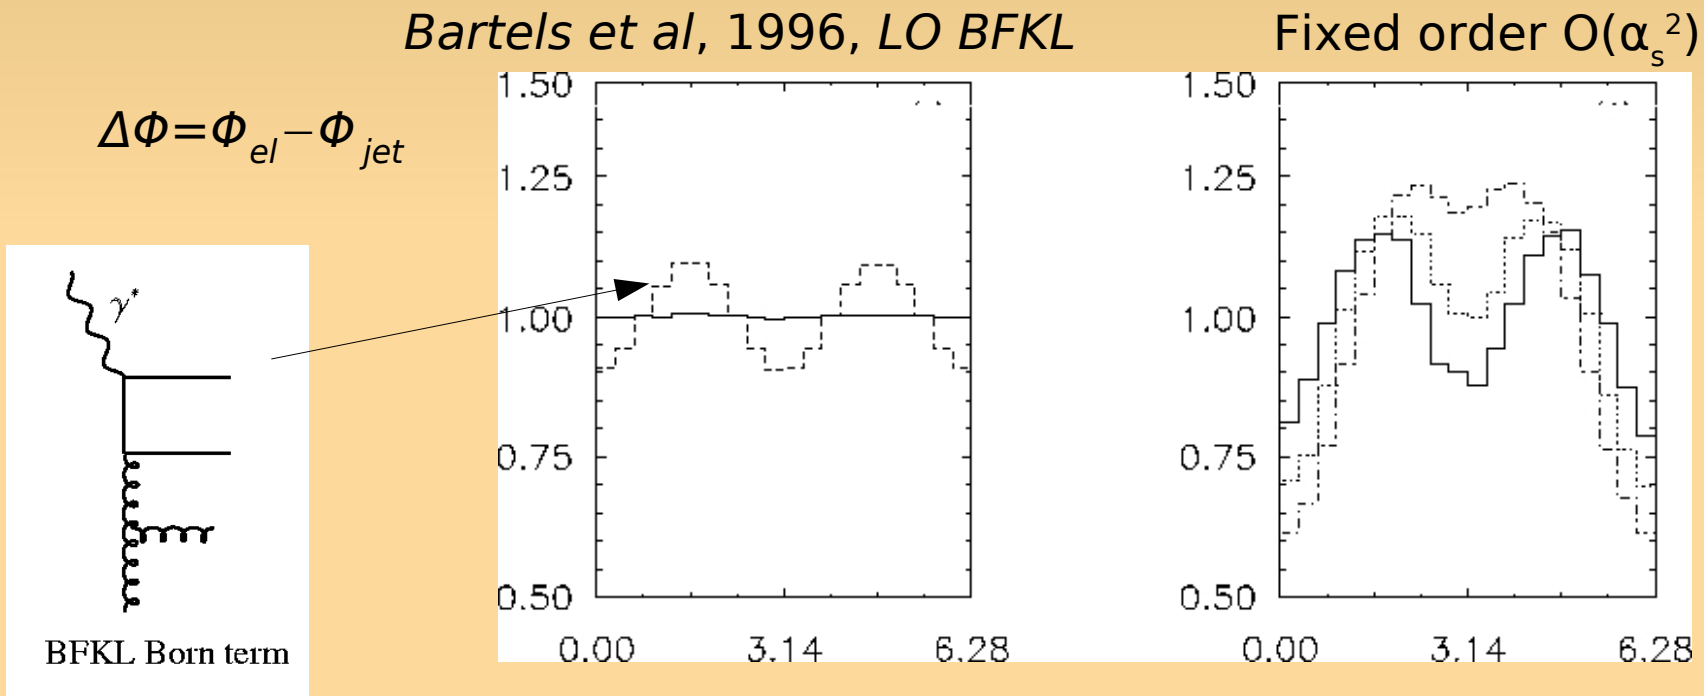 Bartels et al, 1996, LO BFKL
Fixed order O(αs²)
ΔΦ=Φel−Φjet
1.50
1.25
1.00
0.75
0.50
0.00 3.14 6.28
1.50
1.25
1.00
0.75
0.50
0.00 3.14 6.28
γ*
BFKL Born term